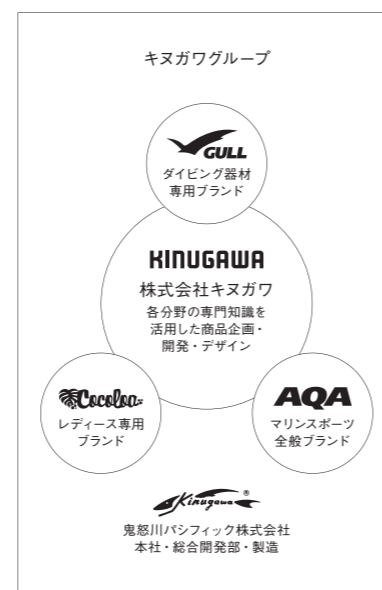 キヌガワグループ
GULL
ダイビング器材
専用ブランド
KINUGAWA
株式会社キヌガワ
各分野の専門知識を
活用した商品企画・
開発・デザイン
Cocoloa
レディース専用
ブランド
AQA
マリンスポーツ
全般ブランド
Kinugawa®
鬼怒川パシフィック株式会社
本社・総合開発部・製造